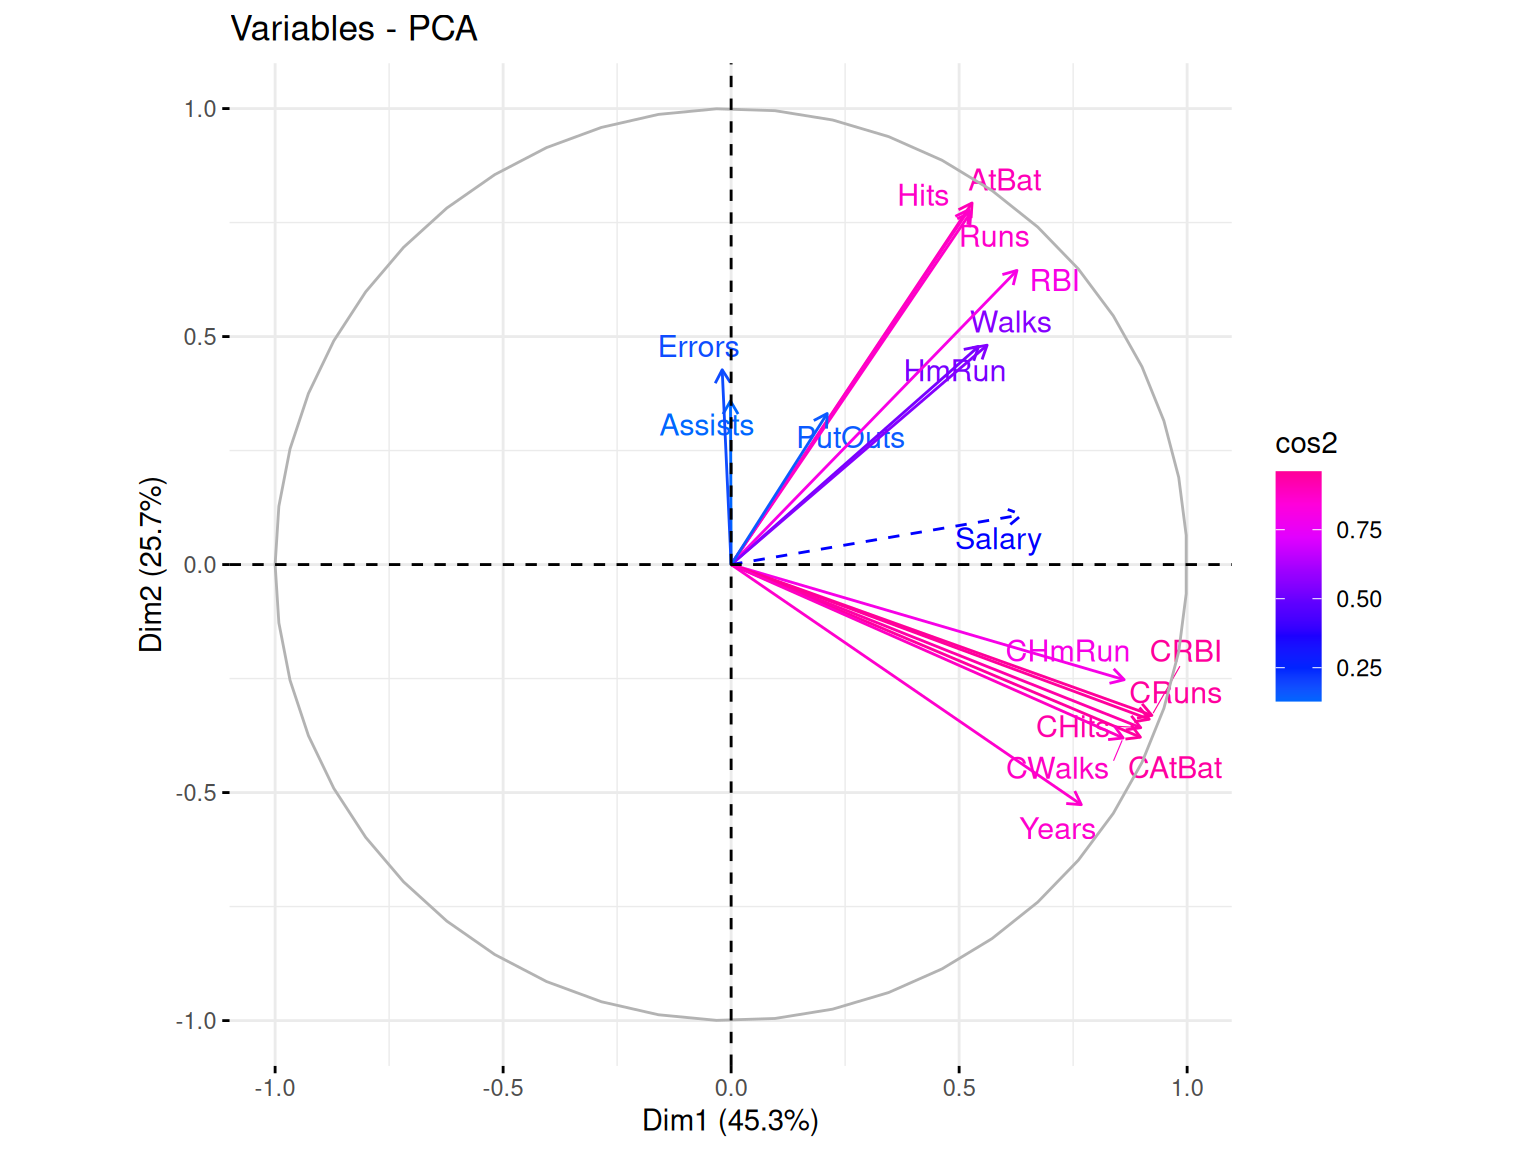 Variables - PCA
1.0
AtBat
Hits
Runs
RBI
Walks
0.5
Errors
HmRun
Assists
PutOuts
cos2
0.75
Salary
0.0
0.50
Dim2 (25.7%)
CHmRun
CRBI
0.25
CRuns
CHits
CWalks
CAtBat
-0.5
Years
-1.0
-1.0
-0.5
0.0
0.5
1.0
Dim1 (45.3%)